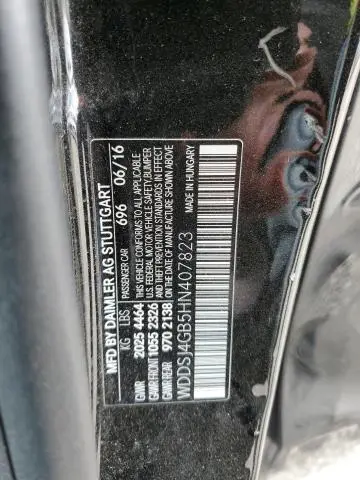 MFD BY DAIMLER AG STUTTGART
KG LBS PASSENGER CAR 696 06/16
GVWR 2025 4464 THIS VEHICLE CONFORMS TO ALL APPLICABLE
GAWR FRONT 1055 2326 U.S. FEDERAL MOTOR VEHICLE SAFETY, BUMPER
GAWR REAR 970 2138 AND THEFT PREVENTION STANDARDS IN EFFECT
ON THE DATE OF MANUFACTURE SHOWN ABOVE
WDDSJ4GB5HN407823 MADE IN HUNGARY